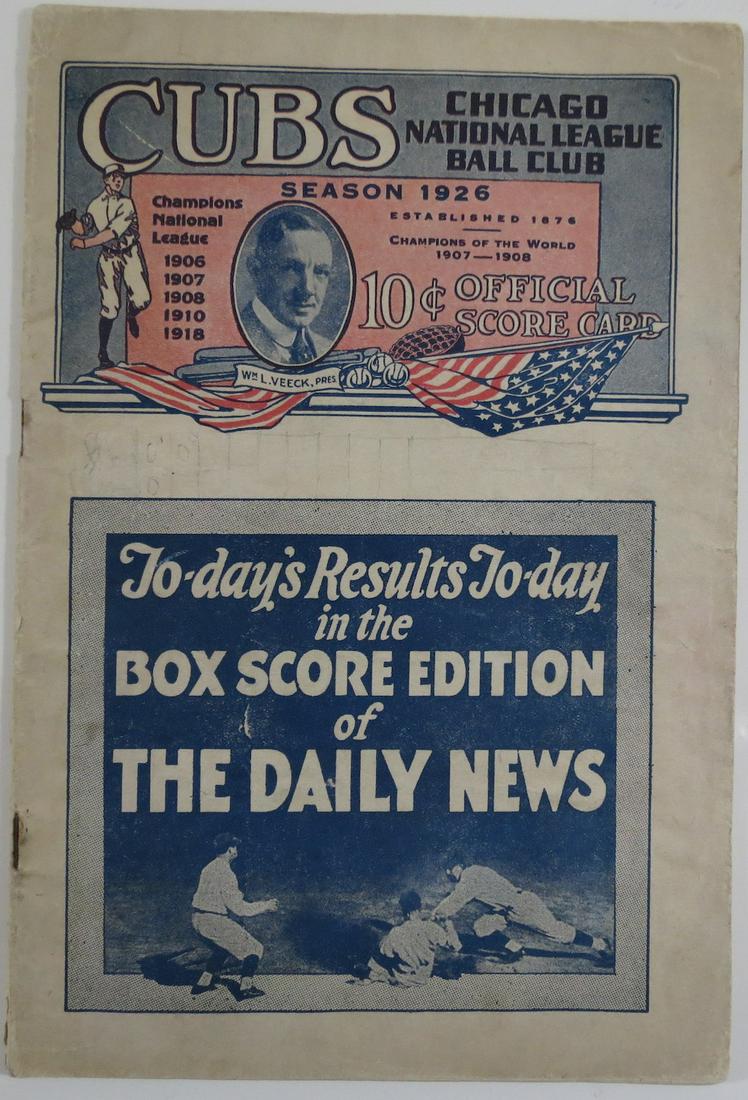 CUBS
CHICAGO
NATIONAL LEAGUE
BALL CLUB
SEASON 1926
ESTABLISHED 1876
CHAMPIONS OF THE WORLD
1907—1908
Champions
National
League
1906
1907
1908
1910
1918
10¢ OFFICIAL
SCORE CARD
WM L. VEECK, PRES.
To-day's Results To-day
in the
BOX SCORE EDITION
of
THE DAILY NEWS